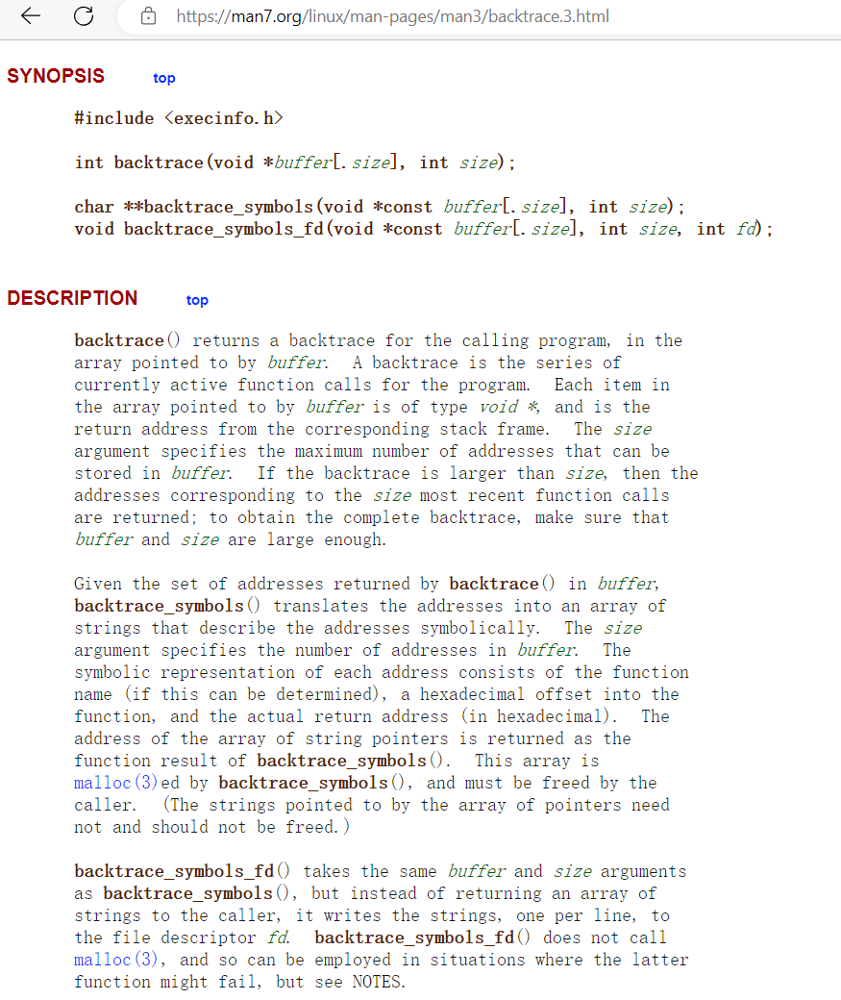 https://man7.org/linux/man-pages/man3/backtrace.3.html
SYNOPSIS top
#include <execinfo.h>
int backtrace(void *buffer[.size], int size);
char **backtrace_symbols(void *const buffer[.size], int size);
void backtrace_symbols_fd(void *const buffer[.size], int size, int fd);
DESCRIPTION top
backtrace() returns a backtrace for the calling program, in the
array pointed to by buffer. A backtrace is the series of
currently active function calls for the program. Each item in
the array pointed to by buffer is of type void *, and is the
return address from the corresponding stack frame. The size
argument specifies the maximum number of addresses that can be
stored in buffer. If the backtrace is larger than size, then the
addresses corresponding to the size most recent function calls
are returned; to obtain the complete backtrace, make sure that
buffer and size are large enough.
Given the set of addresses returned by backtrace() in buffer,
backtrace_symbols() translates the addresses into an array of
strings that describe the addresses symbolically. The size
argument specifies the number of addresses in buffer. The
symbolic representation of each address consists of the function
name (if this can be determined), a hexadecimal offset into the
function, and the actual return address (in hexadecimal). The
address of the array of string pointers is returned as the
function result of backtrace_symbols(). This array is
malloc(3)ed by backtrace_symbols(), and must be freed by the
caller. (The strings pointed to by the array of pointers need
not and should not be freed.)
backtrace_symbols_fd() takes the same buffer and size arguments
as backtrace_symbols(), but instead of returning an array of
strings to the caller, it writes the strings, one per line, to
the file descriptor fd. backtrace_symbols_fd() does not call
malloc(3), and so can be employed in situations where the latter
function might fail, but see NOTES.